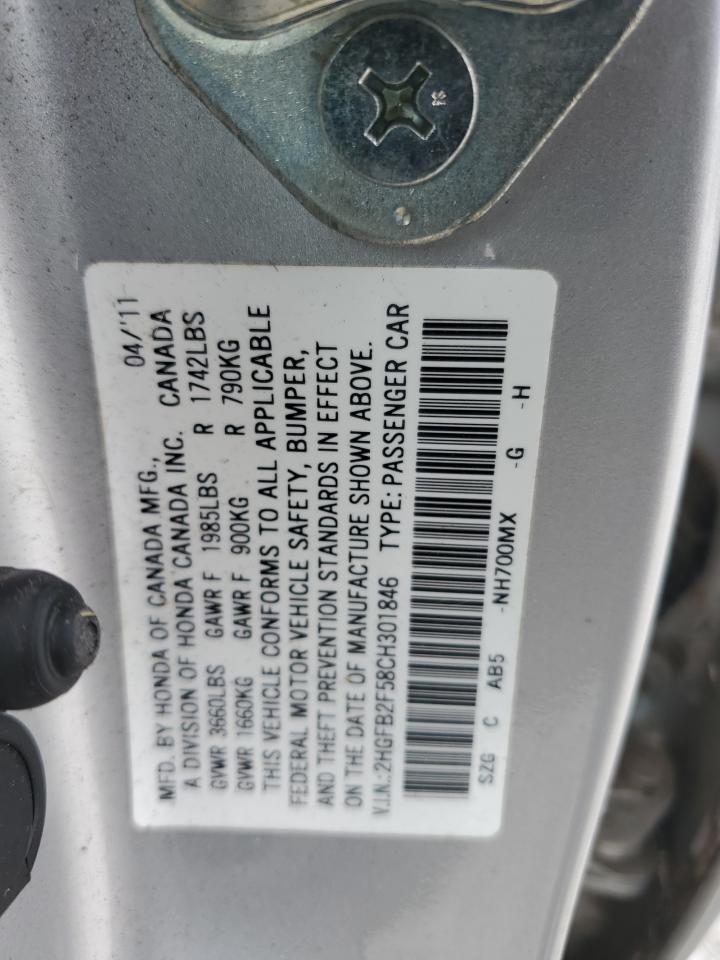 04/'11
MFD. BY HONDA OF CANADA MFG.,
A DIVISION OF HONDA CANADA INC. CANADA
GVWR 3660LBS GAWR F 1985LBS R 1742LBS
GVWR 1660KG GAWR F 900KG R 790KG
THIS VEHICLE CONFORMS TO ALL APPLICABLE
FEDERAL MOTOR VEHICLE SAFETY, BUMPER,
AND THEFT PREVENTION STANDARDS IN EFFECT
ON THE DATE OF MANUFACTURE SHOWN ABOVE.
V.I.N.: 2HGFB2F58CH301846 TYPE: PASSENGER CAR
SZG C AB5 -NH700MX -G -H